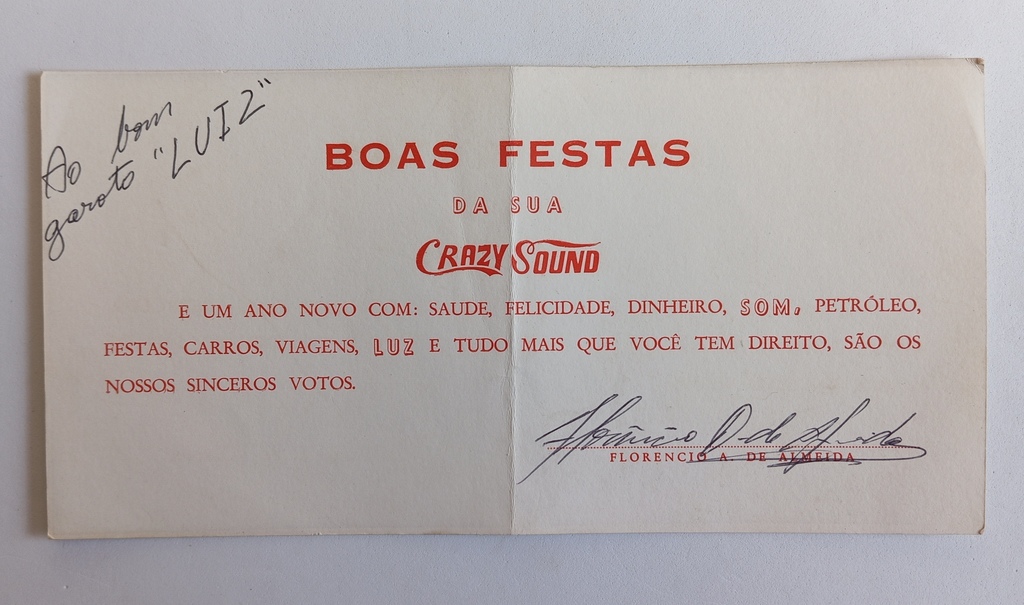 Ao bom
garoto "LUIZ"
BOAS FESTAS
DA SUA
CRAZY SOUND
E UM ANO NOVO COM: SAUDE, FELICIDADE, DINHEIRO, SOM, PETRÓLEO,
FESTAS, CARROS, VIAGENS, LUZ E TUDO MAIS QUE VOCÊ TEM DIREITO, SÃO OS
NOSSOS SINCEROS VOTOS.
FLORENCIO A. DE ALMEIDA